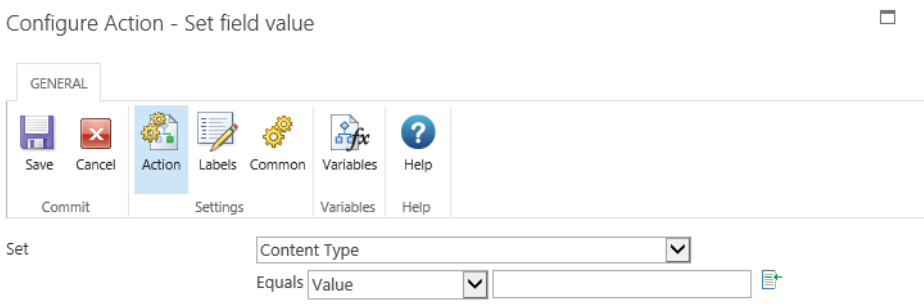 Configure Action - Set field value
GENERAL
Save Cancel Action Labels Common Variables Help
Commit Settings Variables Help
Set Content Type
Equals Value